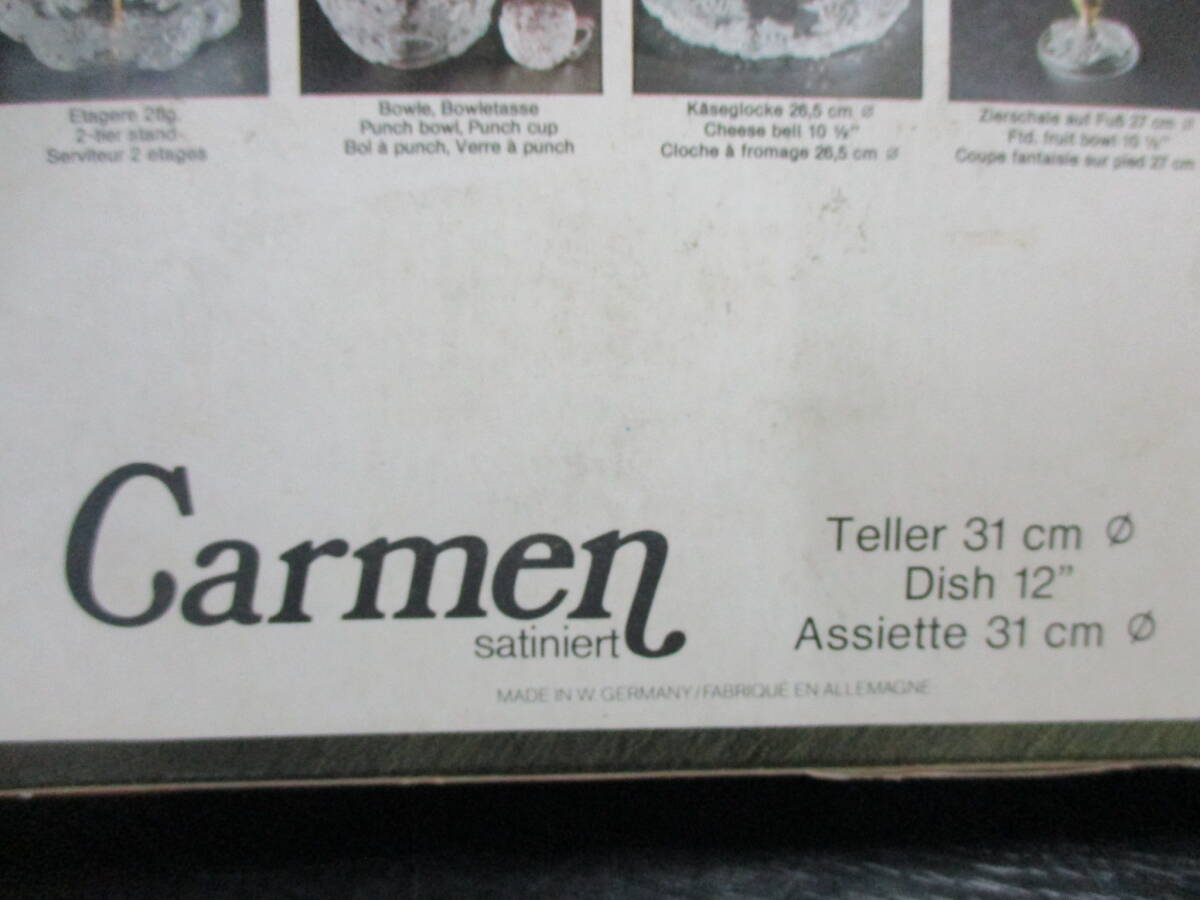 Etagere 2tlg.
2-tier stand
Serviteur 2 etages
Bowle, Bowletasse
Punch bowl, Punch cup
Bol à punch, Verre à punch
Käseglocke 26,5 cm Ø
Cheese bell 10 ½"
Cloche à fromage 26,5 cm Ø
Zierschale auf Fuß 27 cm Ø
Ftd. fruit bowl 10 ½"
Coupe fantaisie sur pied 27 cm
Carmen
satiniert
Teller 31 cm Ø
Dish 12”
Assiette 31 cm Ø
MADE IN W. GERMANY/FABRIQUÉ EN ALLEMAGNE